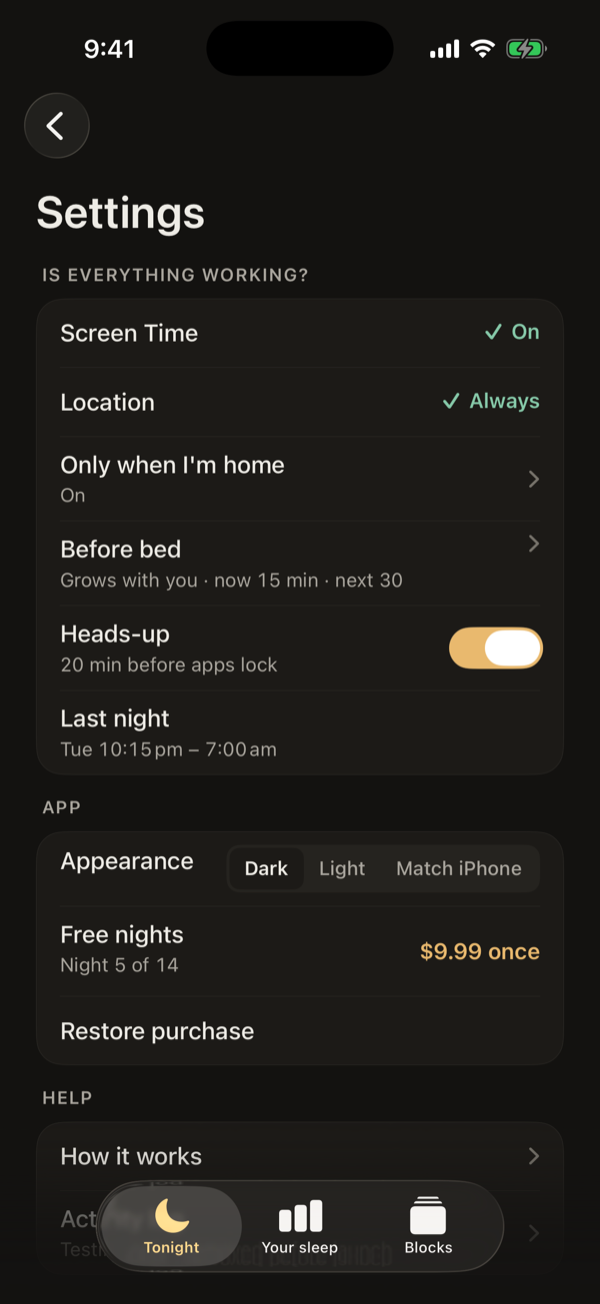 9:41
Settings
IS EVERYTHING WORKING?
Screen Time
✓ On
Location
✓ Always
Only when I'm home
On
Before bed
Grows with you · now 15 min · next 30
Heads-up
20 min before apps lock
Last night
Tue 10:15 pm – 7:00 am
APP
Appearance
Dark Light Match iPhone
Free nights
Night 5 of 14
$9.99 once
Restore purchase
HELP
How it works
Tonight
Your sleep
Blocks